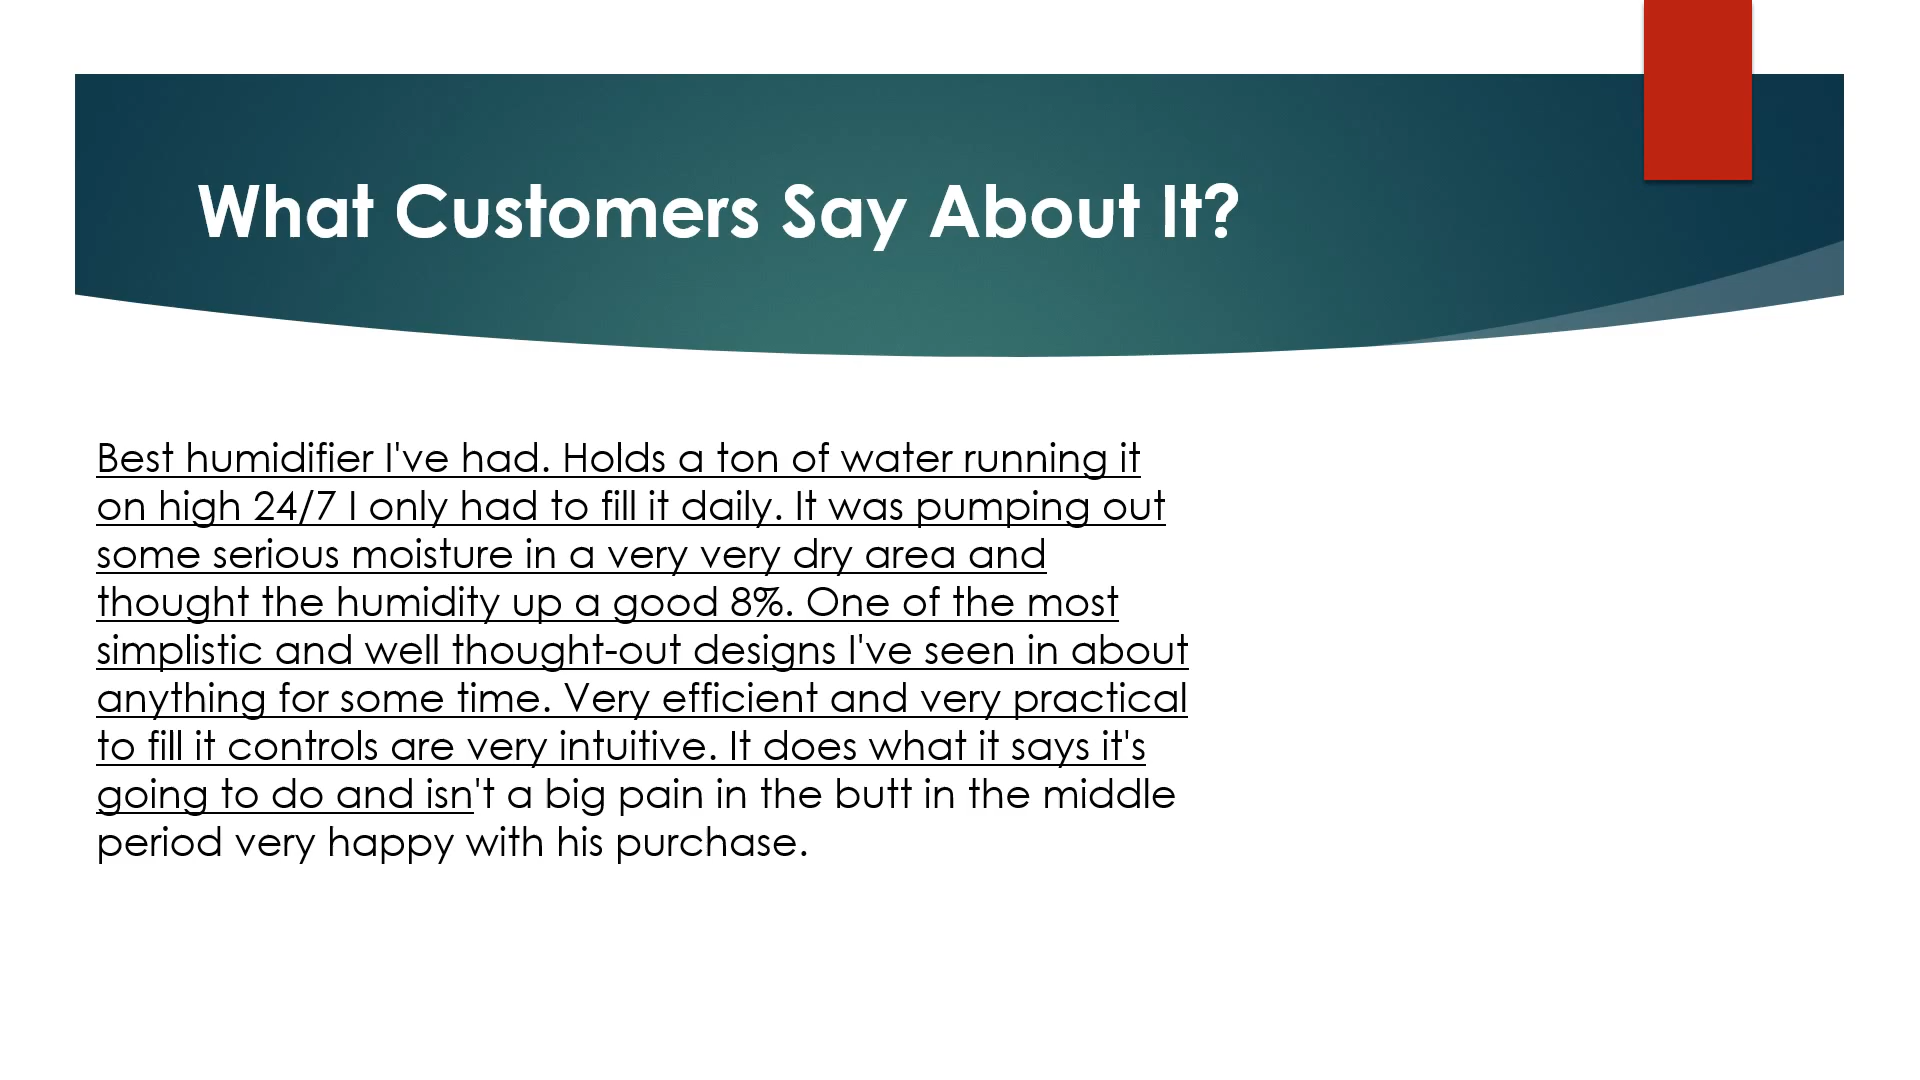 What Customers Say About It?
Best humidifier I've had. Holds a ton of water running it
on high 24/7 I only had to fill it daily. It was pumping out
some serious moisture in a very very dry area and
thought the humidity up a good 8%. One of the most
simplistic and well thought-out designs I've seen in about
anything for some time. Very efficient and very practical
to fill it controls are very intuitive. It does what it says it's
going to do and isn't a big pain in the butt in the middle
period very happy with his purchase.